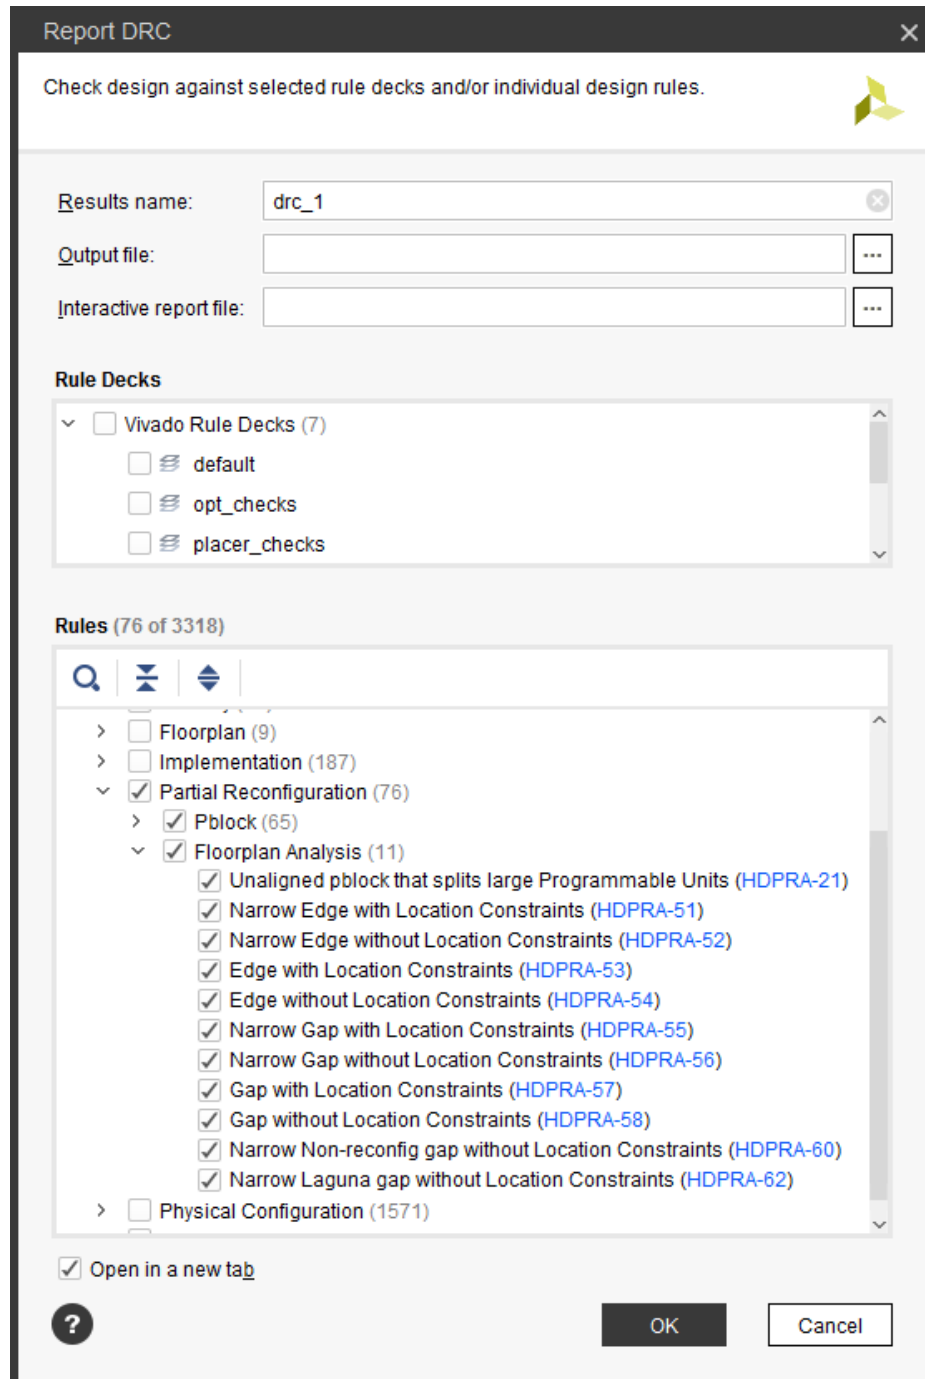 Report DRC
Check design against selected rule decks and/or individual design rules.
Results name: drc_1
Output file:
Interactive report file:
Rule Decks
Vivado Rule Decks (7)
default
opt_checks
placer_checks
Rules (76 of 3318)
Floorplan (9)
Implementation (187)
Partial Reconfiguration (76)
Pblock (65)
Floorplan Analysis (11)
Unaligned pblock that splits large Programmable Units (HDPRA-21)
Narrow Edge with Location Constraints (HDPRA-51)
Narrow Edge without Location Constraints (HDPRA-52)
Edge with Location Constraints (HDPRA-53)
Edge without Location Constraints (HDPRA-54)
Narrow Gap with Location Constraints (HDPRA-55)
Narrow Gap without Location Constraints (HDPRA-56)
Gap with Location Constraints (HDPRA-57)
Gap without Location Constraints (HDPRA-58)
Narrow Non-reconfig gap without Location Constraints (HDPRA-60)
Narrow Laguna gap without Location Constraints (HDPRA-62)
Physical Configuration (1571)
Open in a new tab
? OK Cancel